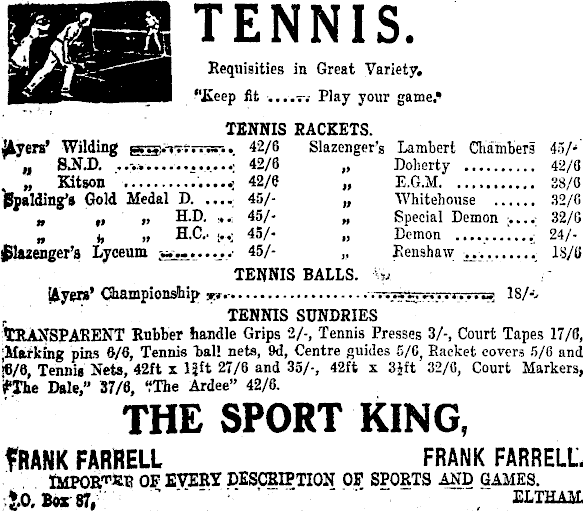 TENNIS.
Requisities in Great Variety.
"Keep fit ...... Play your game."
TENNIS RACKETS.
Ayers' Wilding .......... 42/6
„ S.N.D. .......... 42/6
„ Kitson .......... 42/6
Spalding's Gold Medal D. .... 45/-
„ „ „ H.D. .. 45/-
„ „ „ H.C. .. 45/-
Slazenger's Lyceum .......... 45/-
Slazenger's Lambert Chambers 45/-
„ Doherty .......... 42/6
„ E.G.M. .......... 38/6
„ Whitehouse ...... 32/6
„ Special Demon .... 32/6
„ Demon .......... 24/-
„ Renshaw .......... 18/6
TENNIS BALLS.
Ayers' Championship .......... 18/-
TENNIS SUNDRIES
TRANSPARENT Rubber handle Grips 2/-, Tennis Presses 3/-, Court Tapes 17/6,
Marking pins 6/6, Tennis ball nets, 9d, Centre guides 5/6, Racket covers 5/6 and
6/6, Tennis Nets, 42ft x 1¾ft 27/6 and 35/-, 42ft x 3½ft 32/6, Court Markers,
"The Dale," 37/6, "The Ardee" 42/6.
THE SPORT KING,
FRANK FARRELL FRANK FARRELL.
IMPORTER OF EVERY DESCRIPTION OF SPORTS AND GAMES.
P.O. Box 87, ELTHAM.